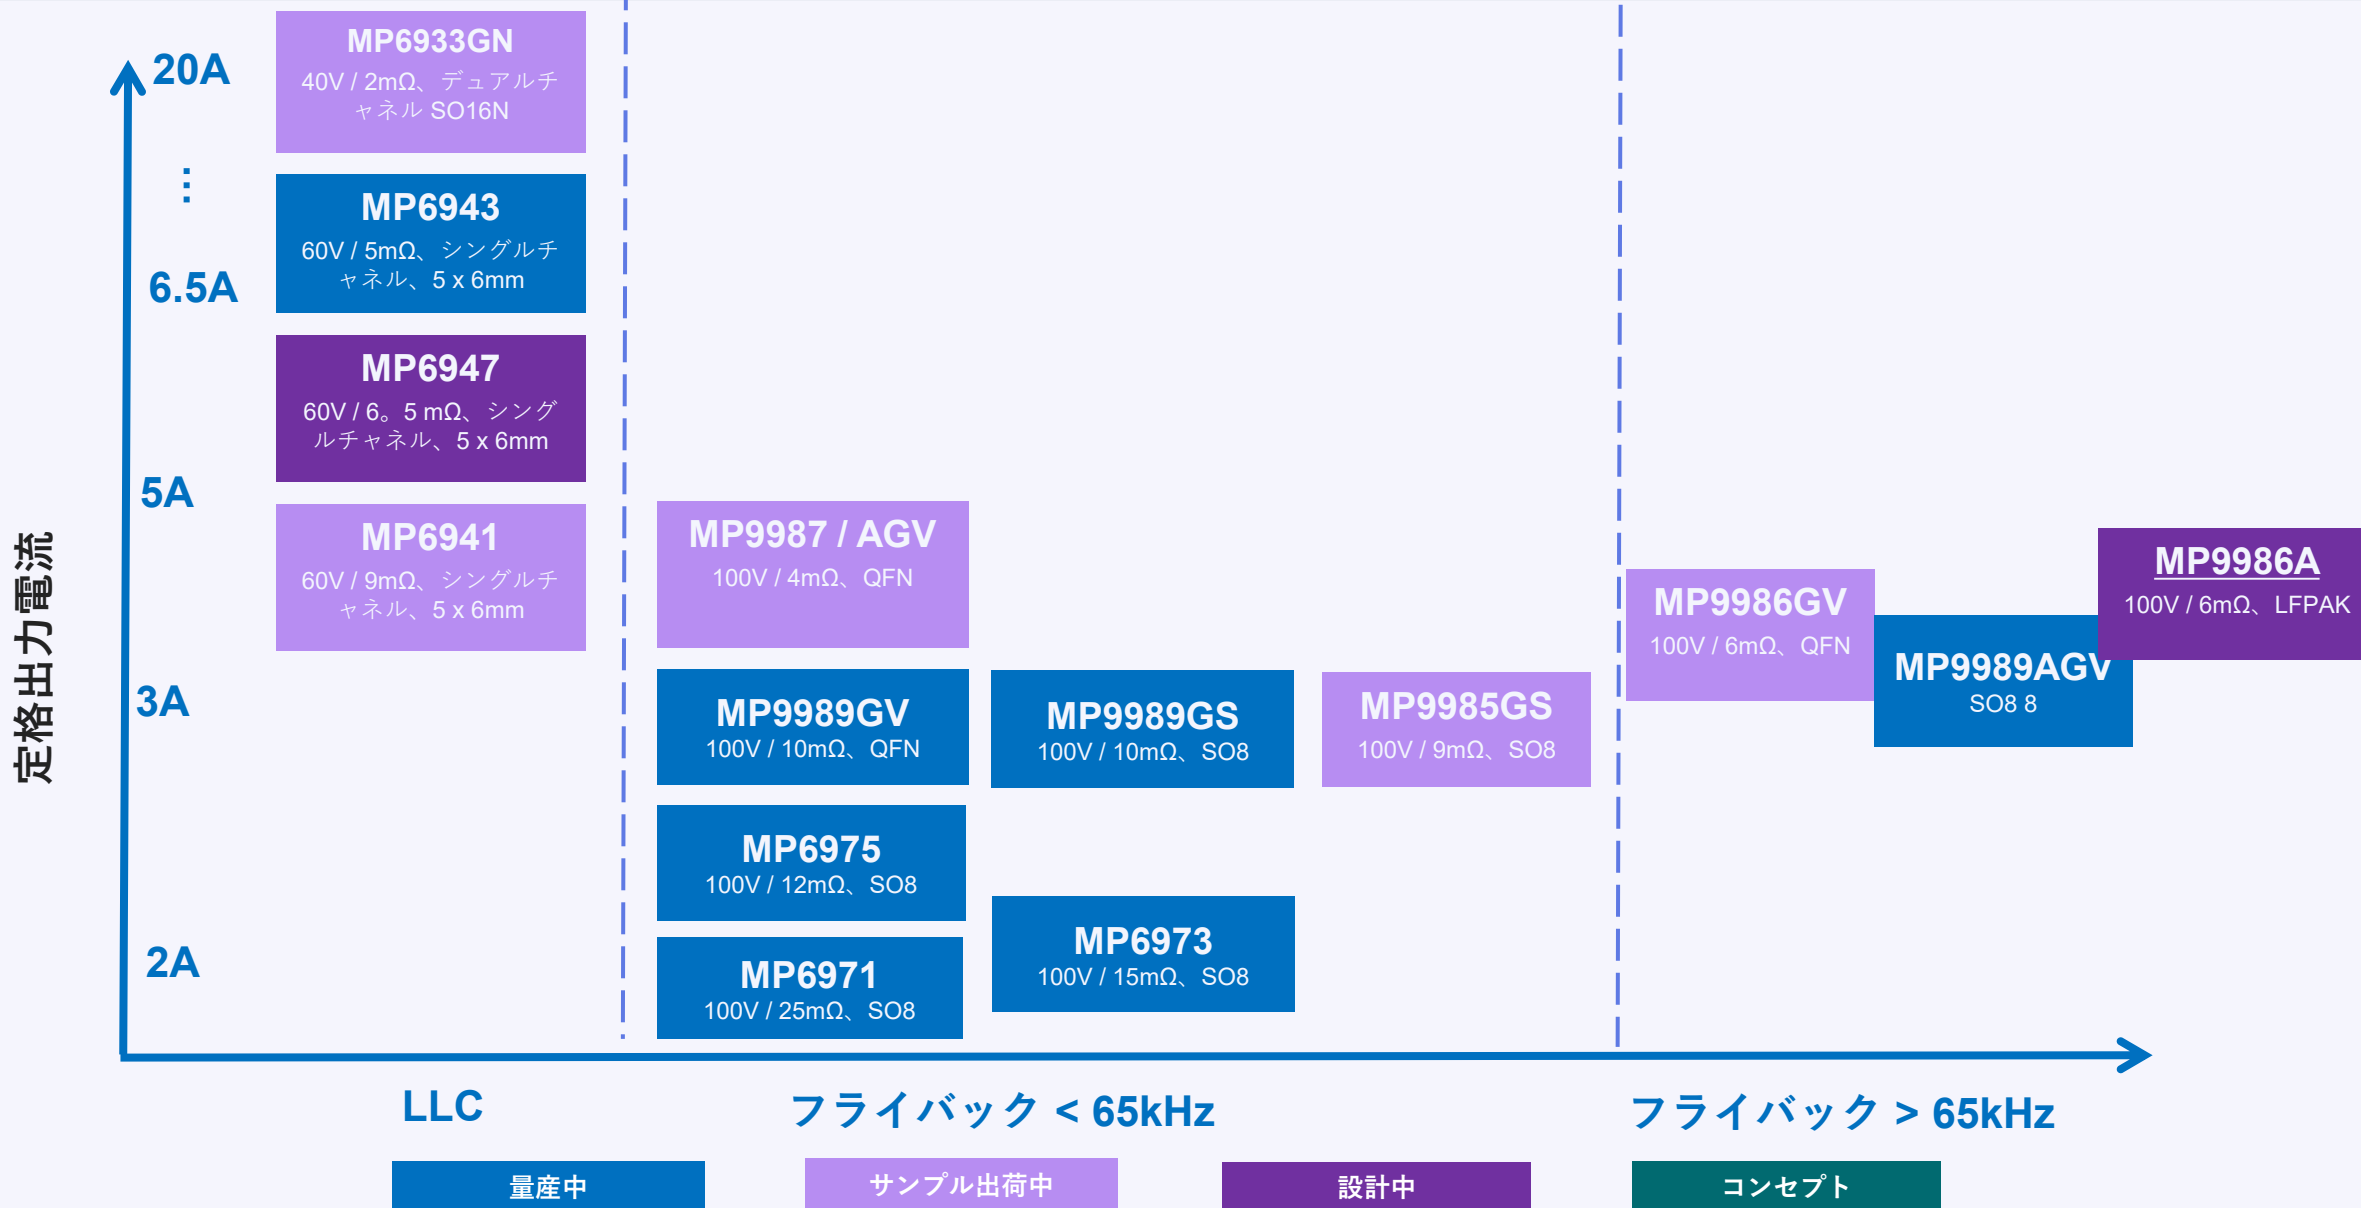 20A
⋮
6.5A
5A
3A
2A
定格出力電流
MP6933GN
40V / 2mΩ、デュアルチ
ャネル SO16N
MP6943
60V / 5mΩ、シングルチ
ャネル、5 x 6mm
MP6947
60V / 6。5 mΩ、シング
ルチャネル、5 x 6mm
MP6941
60V / 9mΩ、シングルチ
ャネル、5 x 6mm
MP9987 / AGV
100V / 4mΩ、QFN
MP9989GV
100V / 10mΩ、QFN
MP9989GS
100V / 10mΩ、SO8
MP9985GS
100V / 9mΩ、SO8
MP6975
100V / 12mΩ、SO8
MP6971
100V / 25mΩ、SO8
MP6973
100V / 15mΩ、SO8
MP9986GV
100V / 6mΩ、QFN
MP9989AGV
SO8 8
MP9986A
100V / 6mΩ、LFPAK
LLC
フライバック < 65kHz
フライバック > 65kHz
量産中
サンプル出荷中
設計中
コンセプト